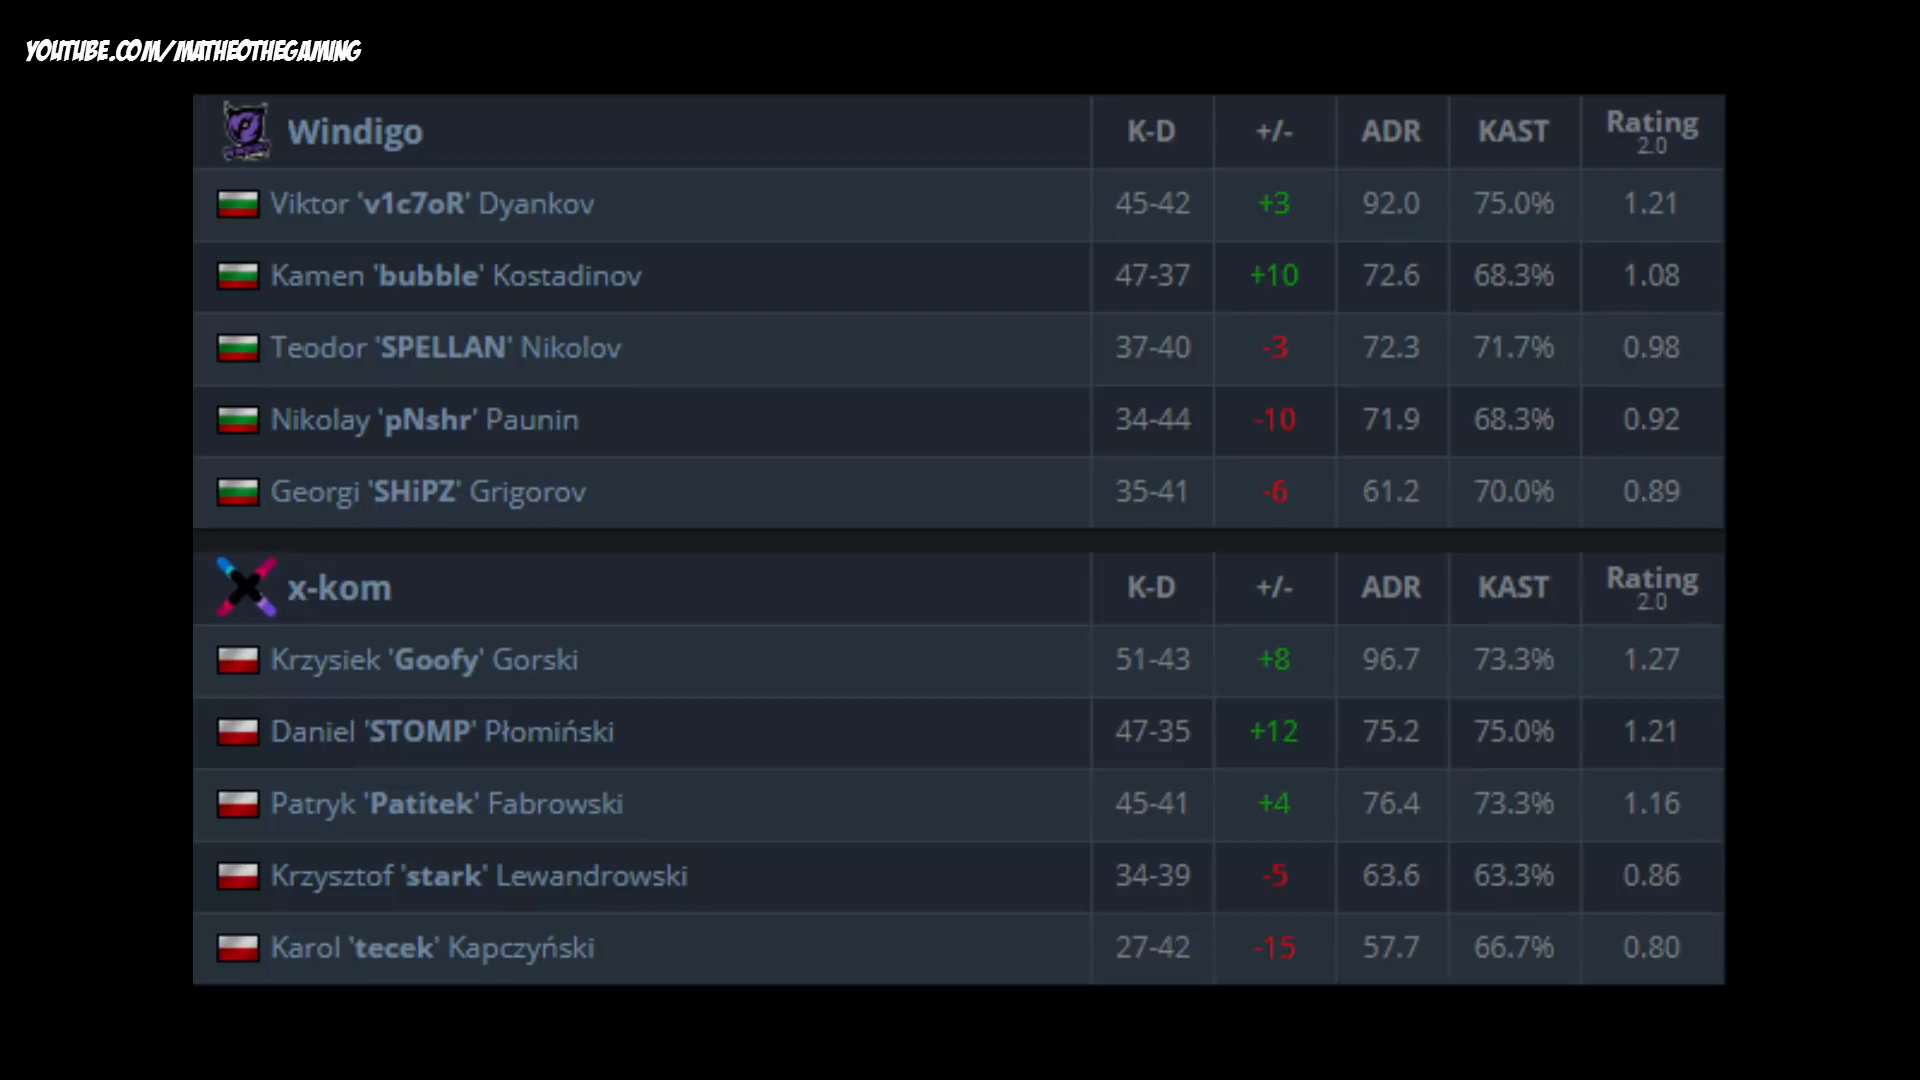 YOUTUBE.COM/MATHEOTHEGAMING
Windigo K-D +/- ADR KAST Rating 2.0
Viktor 'v1c7oR' Dyankov 45-42 +3 92.0 75.0% 1.21
Kamen 'bubble' Kostadinov 47-37 +10 72.6 68.3% 1.08
Teodor 'SPELLAN' Nikolov 37-40 -3 72.3 71.7% 0.98
Nikolay 'pNshr' Paunin 34-44 -10 71.9 68.3% 0.92
Georgi 'SHiPZ' Grigorov 35-41 -6 61.2 70.0% 0.89
x-kom K-D +/- ADR KAST Rating 2.0
Krzysiek 'Goofy' Gorski 51-43 +8 96.7 73.3% 1.27
Daniel 'STOMP' Płomiński 47-35 +12 75.2 75.0% 1.21
Patryk 'Patitek' Fabrowski 45-41 +4 76.4 73.3% 1.16
Krzysztof 'stark' Lewandrowski 34-39 -5 63.6 63.3% 0.86
Karol 'tecek' Kapczyński 27-42 -15 57.7 66.7% 0.80